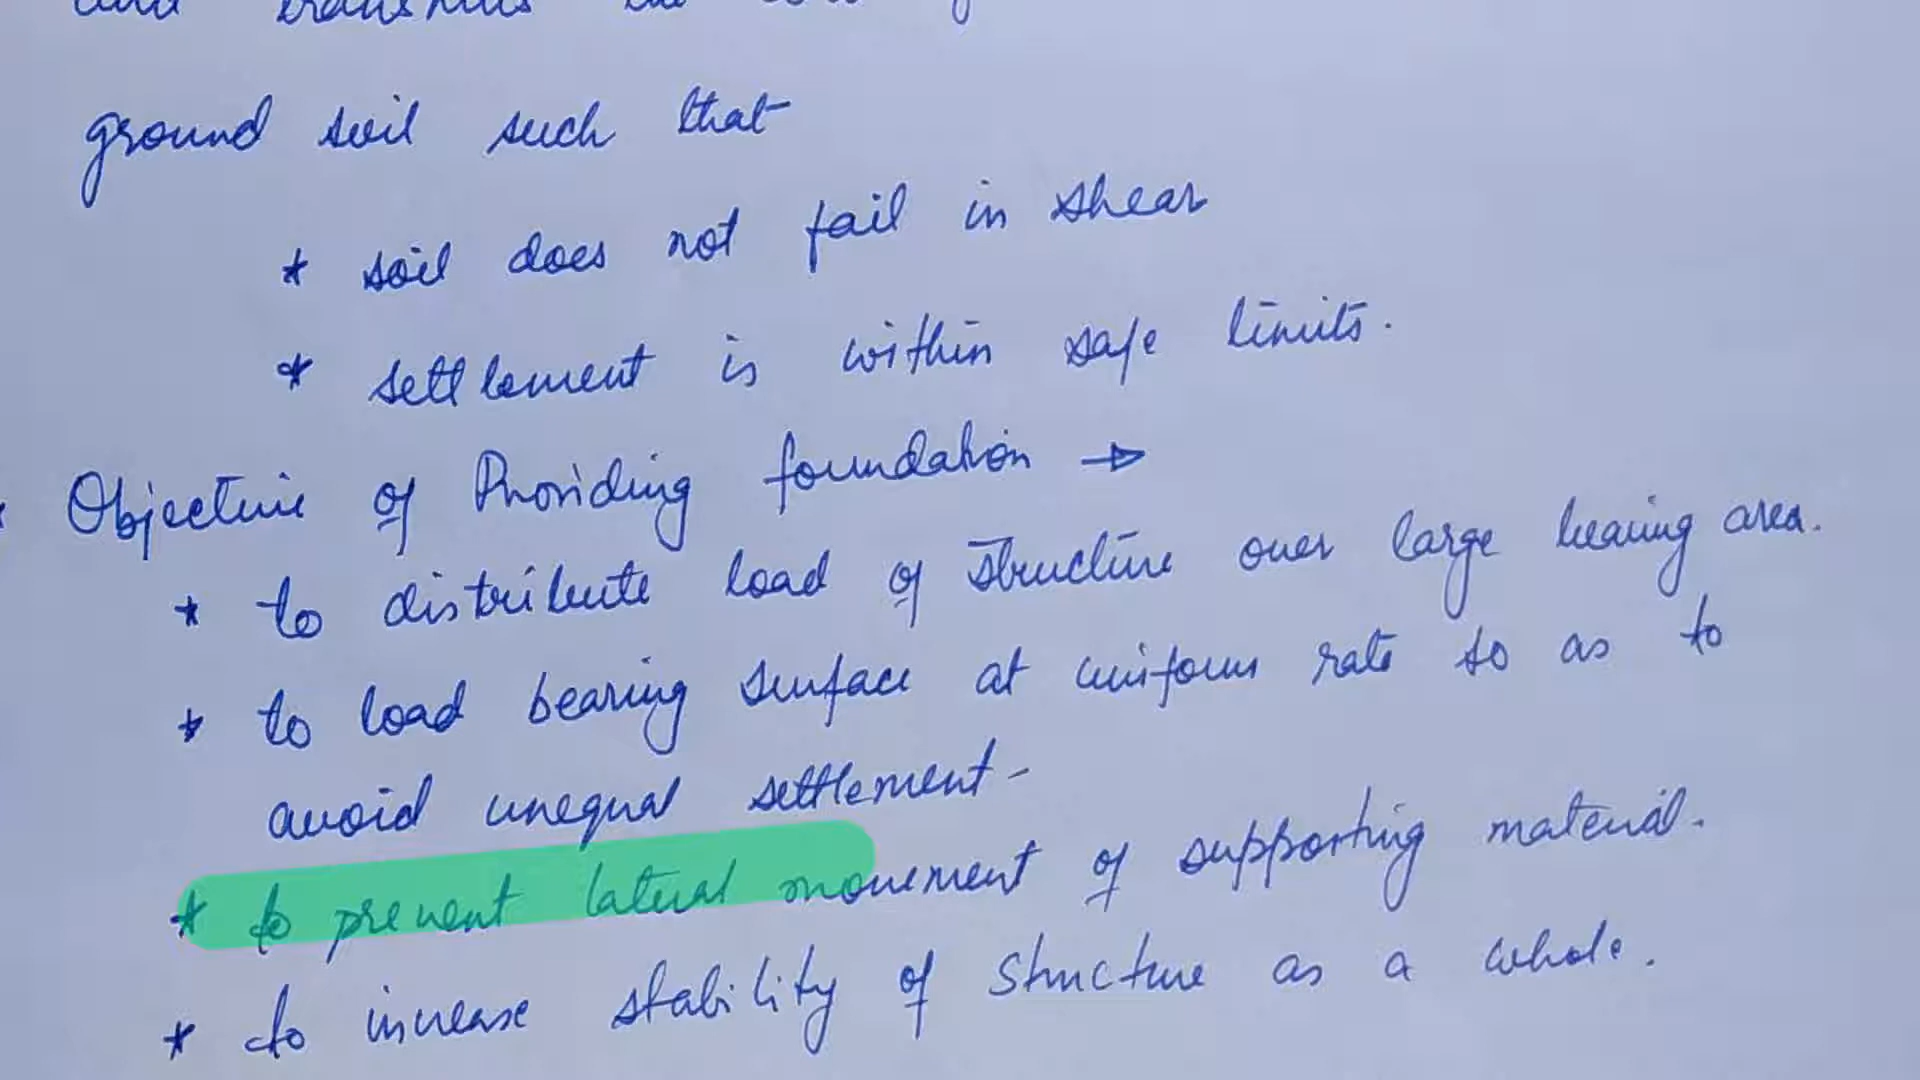 ground soil such that
* soil does not fail in shear
* settlement is within safe limits.
Objective of Providing foundation →
* to distribute load of structure over large bearing area.
* to load bearing surface at uniform rate so as to
avoid unequal settlement-
* to prevent lateral movement of supporting material.
* to increase stability of structure as a whole.